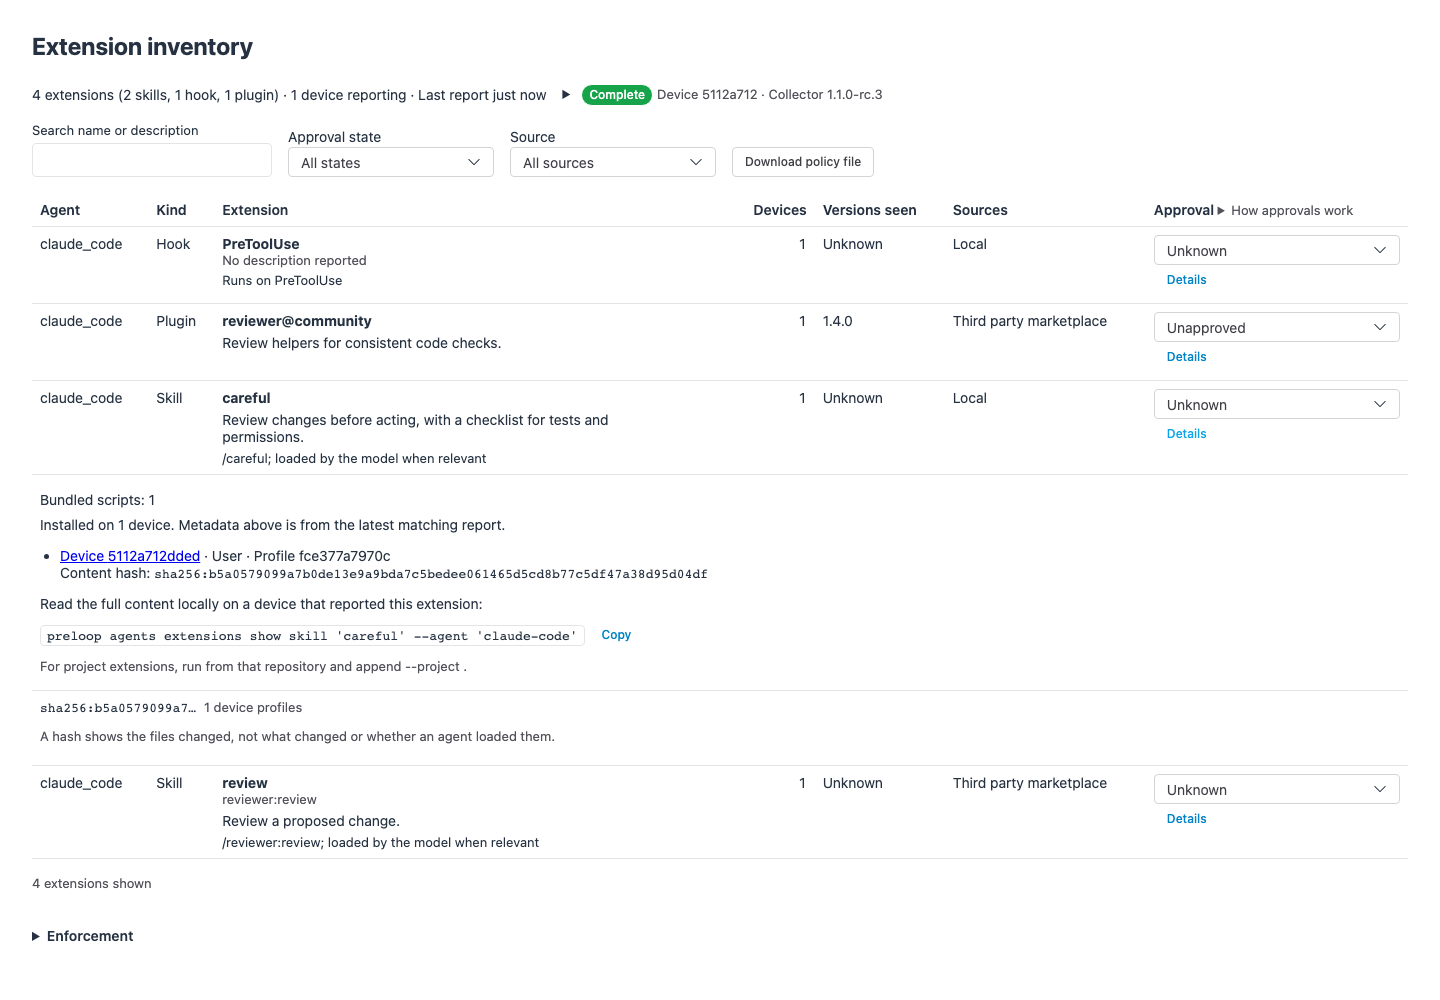 Extension inventory
4 extensions (2 skills, 1 hook, 1 plugin) · 1 device reporting · Last report just now ▶ Complete Device 5112a712 · Collector 1.1.0-rc.3
Search name or description
Approval state
All states
Source
All sources
Download policy file
Agent Kind Extension Devices Versions seen Sources Approval ▶ How approvals work
claude_code Hook PreToolUse 1 Unknown Local Unknown
No description reported
Runs on PreToolUse
Details
claude_code Plugin reviewer@community 1 1.4.0 Third party marketplace Unapproved
Review helpers for consistent code checks.
Details
claude_code Skill careful 1 Unknown Local Unknown
Review changes before acting, with a checklist for tests and
permissions.
/careful; loaded by the model when relevant
Details
Bundled scripts: 1
Installed on 1 device. Metadata above is from the latest matching report.
• Device 5112a712dded · User · Profile fce377a7970c
Content hash: sha256:b5a0579099a7b0de13e9a9bda7c5bedee061465d5cd8b77c5df47a38d95d04df
Read the full content locally on a device that reported this extension:
preloop agents extensions show skill 'careful' --agent 'claude-code' Copy
For project extensions, run from that repository and append --project .
sha256:b5a0579099a7… 1 device profiles
A hash shows the files changed, not what changed or whether an agent loaded them.
claude_code Skill review 1 Unknown Third party marketplace Unknown
reviewer:review
Review a proposed change.
/reviewer:review; loaded by the model when relevant
Details
4 extensions shown
▶ Enforcement